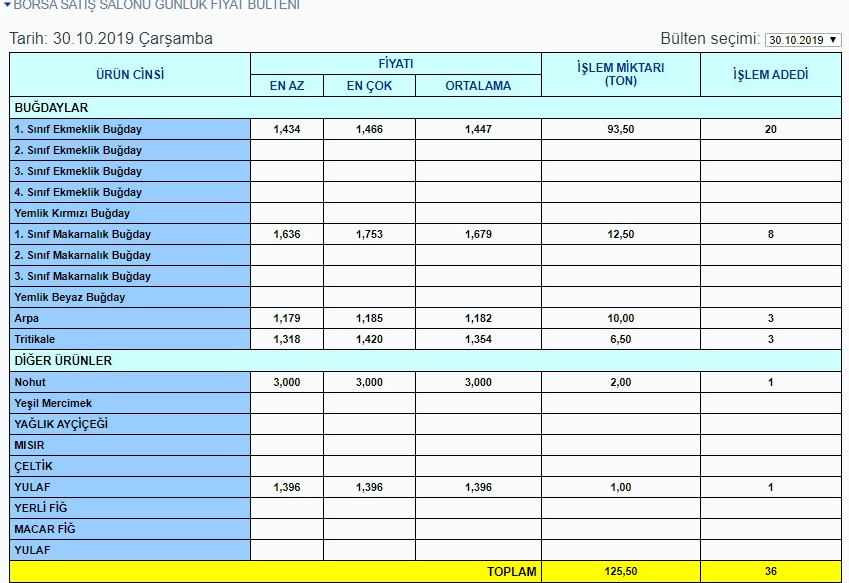 BORSA SATIŞ SALONU GÜNLÜK FİYAT BÜLTENİ
Tarih: 30.10.2019 Çarşamba Bülten seçimi: 30.10.2019
ÜRÜN CİNSİ FİYATI İŞLEM MİKTARI (TON) İŞLEM ADEDİ
EN AZ EN ÇOK ORTALAMA
BUĞDAYLAR
1. Sınıf Ekmeklik Buğday 1,434 1,466 1,447 93,50 20
2. Sınıf Ekmeklik Buğday
3. Sınıf Ekmeklik Buğday
4. Sınıf Ekmeklik Buğday
Yemlik Kırmızı Buğday
1. Sınıf Makarnalık Buğday 1,636 1,753 1,679 12,50 8
2. Sınıf Makarnalık Buğday
3. Sınıf Makarnalık Buğday
Yemlik Beyaz Buğday
Arpa 1,179 1,185 1,182 10,00 3
Tritikale 1,318 1,420 1,354 6,50 3
DİĞER ÜRÜNLER
Nohut 3,000 3,000 3,000 2,00 1
Yeşil Mercimek
YAĞLIK AYÇİÇEĞİ
MISIR
ÇELTİK
YULAF 1,396 1,396 1,396 1,00 1
YERLİ FİĞ
MACAR FİĞ
YULAF
TOPLAM 125,50 36